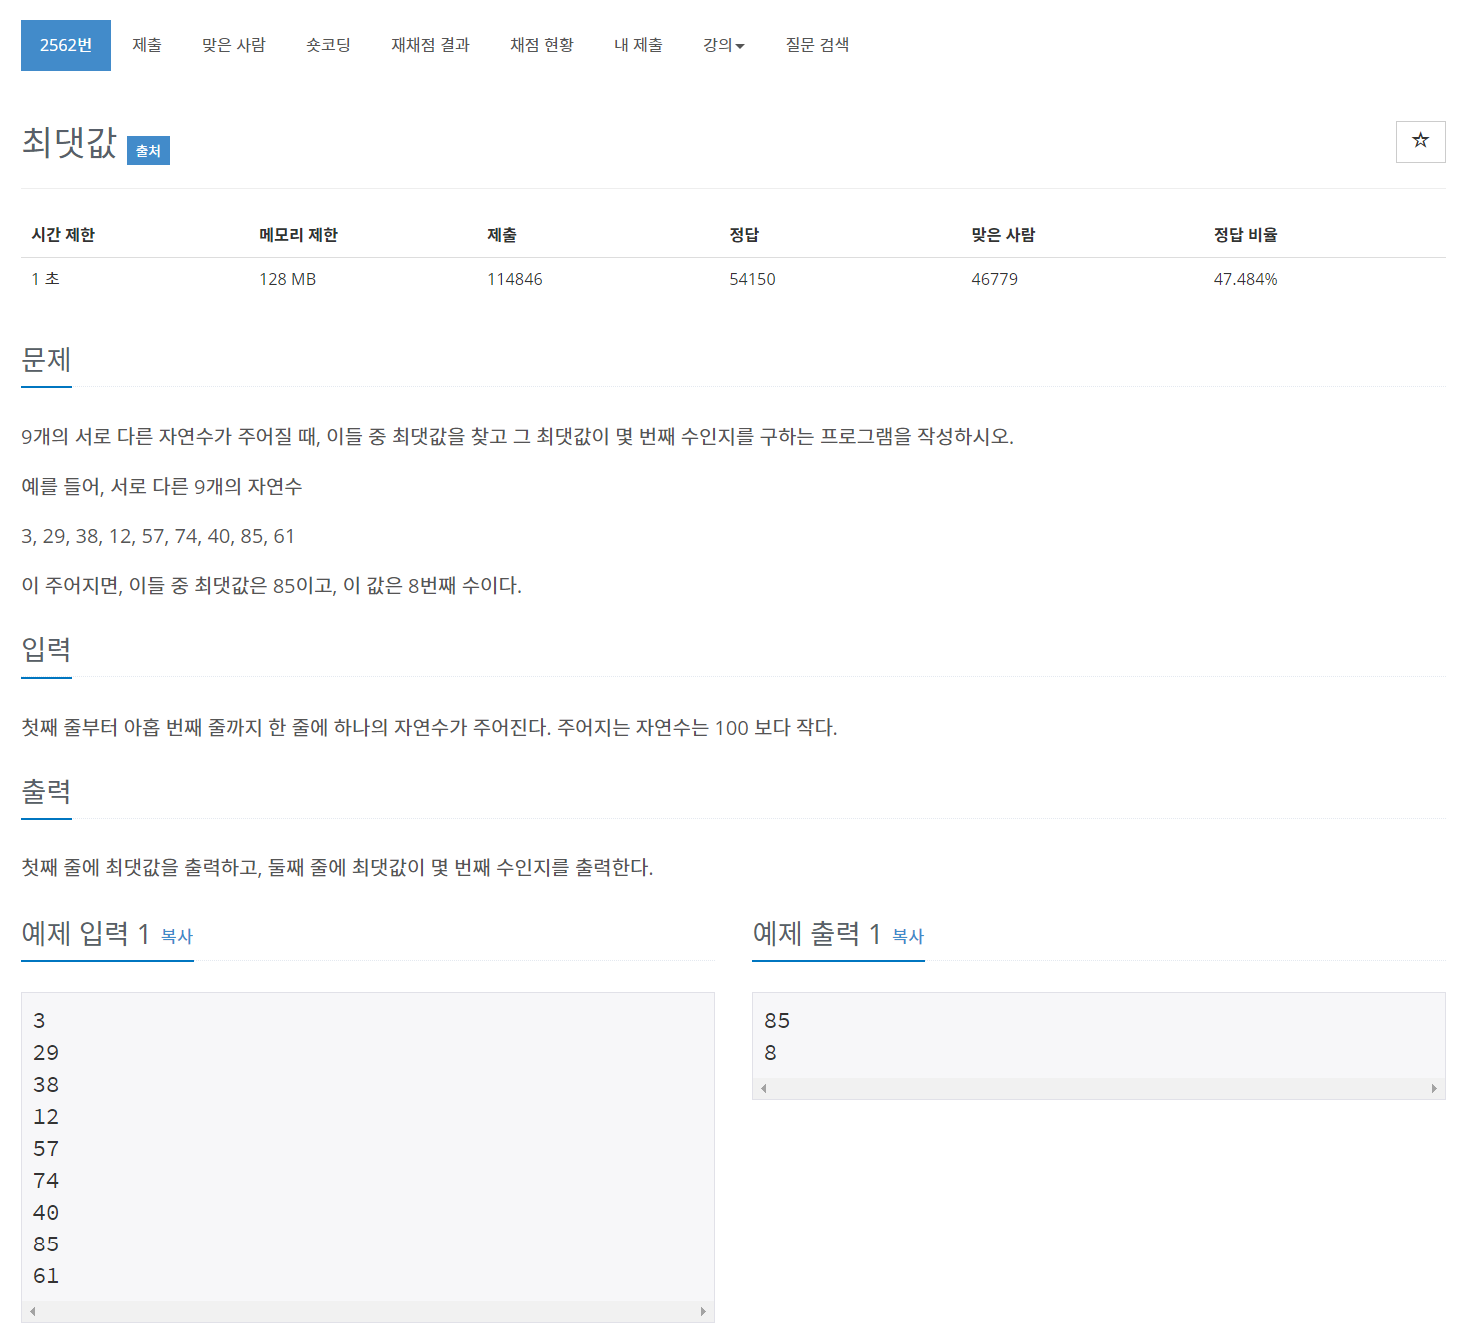 2562번 제출 맞은 사람 숏코딩 재채점 결과 채점 현황 내 제출 강의 질문 검색
최댓값 출처
시간 제한 메모리 제한 제출 정답 맞은 사람 정답 비율
1 초 128 MB 114846 54150 46779 47.484%
문제
9개의 서로 다른 자연수가 주어질 때, 이들 중 최댓값을 찾고 그 최댓값이 몇 번째 수인지를 구하는 프로그램을 작성하시오.
예를 들어, 서로 다른 9개의 자연수
3, 29, 38, 12, 57, 74, 40, 85, 61
이 주어지면, 이들 중 최댓값은 85이고, 이 값은 8번째 수이다.
입력
첫째 줄부터 아홉 번째 줄까지 한 줄에 하나의 자연수가 주어진다. 주어지는 자연수는 100 보다 작다.
출력
첫째 줄에 최댓값을 출력하고, 둘째 줄에 최댓값이 몇 번째 수인지를 출력한다.
예제 입력 1 복사
3
29
38
12
57
74
40
85
61
예제 출력 1 복사
85
8